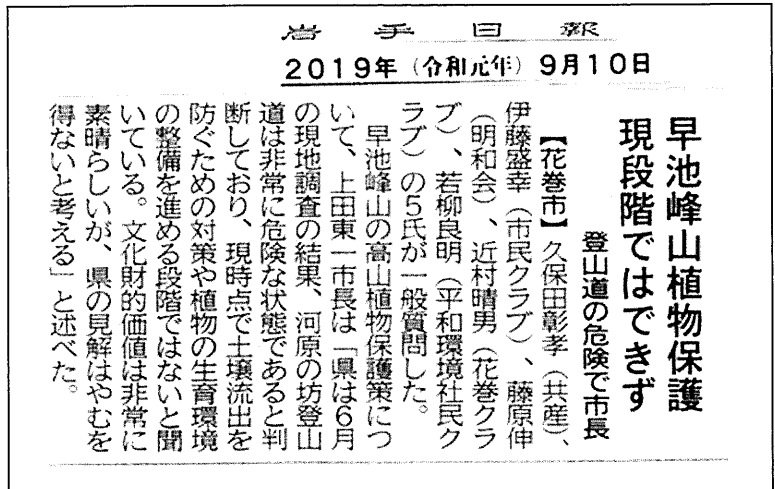 岩手日報
2019年（令和元年）9月10日
早池峰山植物保護
現段階ではできず
登山道の危険で市長
【花巻市】久保田彰孝（共産）、
伊藤盛幸（市民クラブ）、藤原伸
（明和会）、近村晴男（花巻クラ
ブ）、若柳良明（平和環境社民ク
ラブ）の5氏が一般質問した。
早池峰山の高山植物保護策につ
いて、上田東一市長は「県は6月
の現地調査の結果、河原の坊登山
道は非常に危険な状態であると判
断しており、現時点で土壌流出を
防ぐための対策や植物の生育環境
の整備を進める段階ではないと聞
いている。文化財的価値は非常に
素晴らしいが、県の見解はやむを
得ないと考える」と述べた。